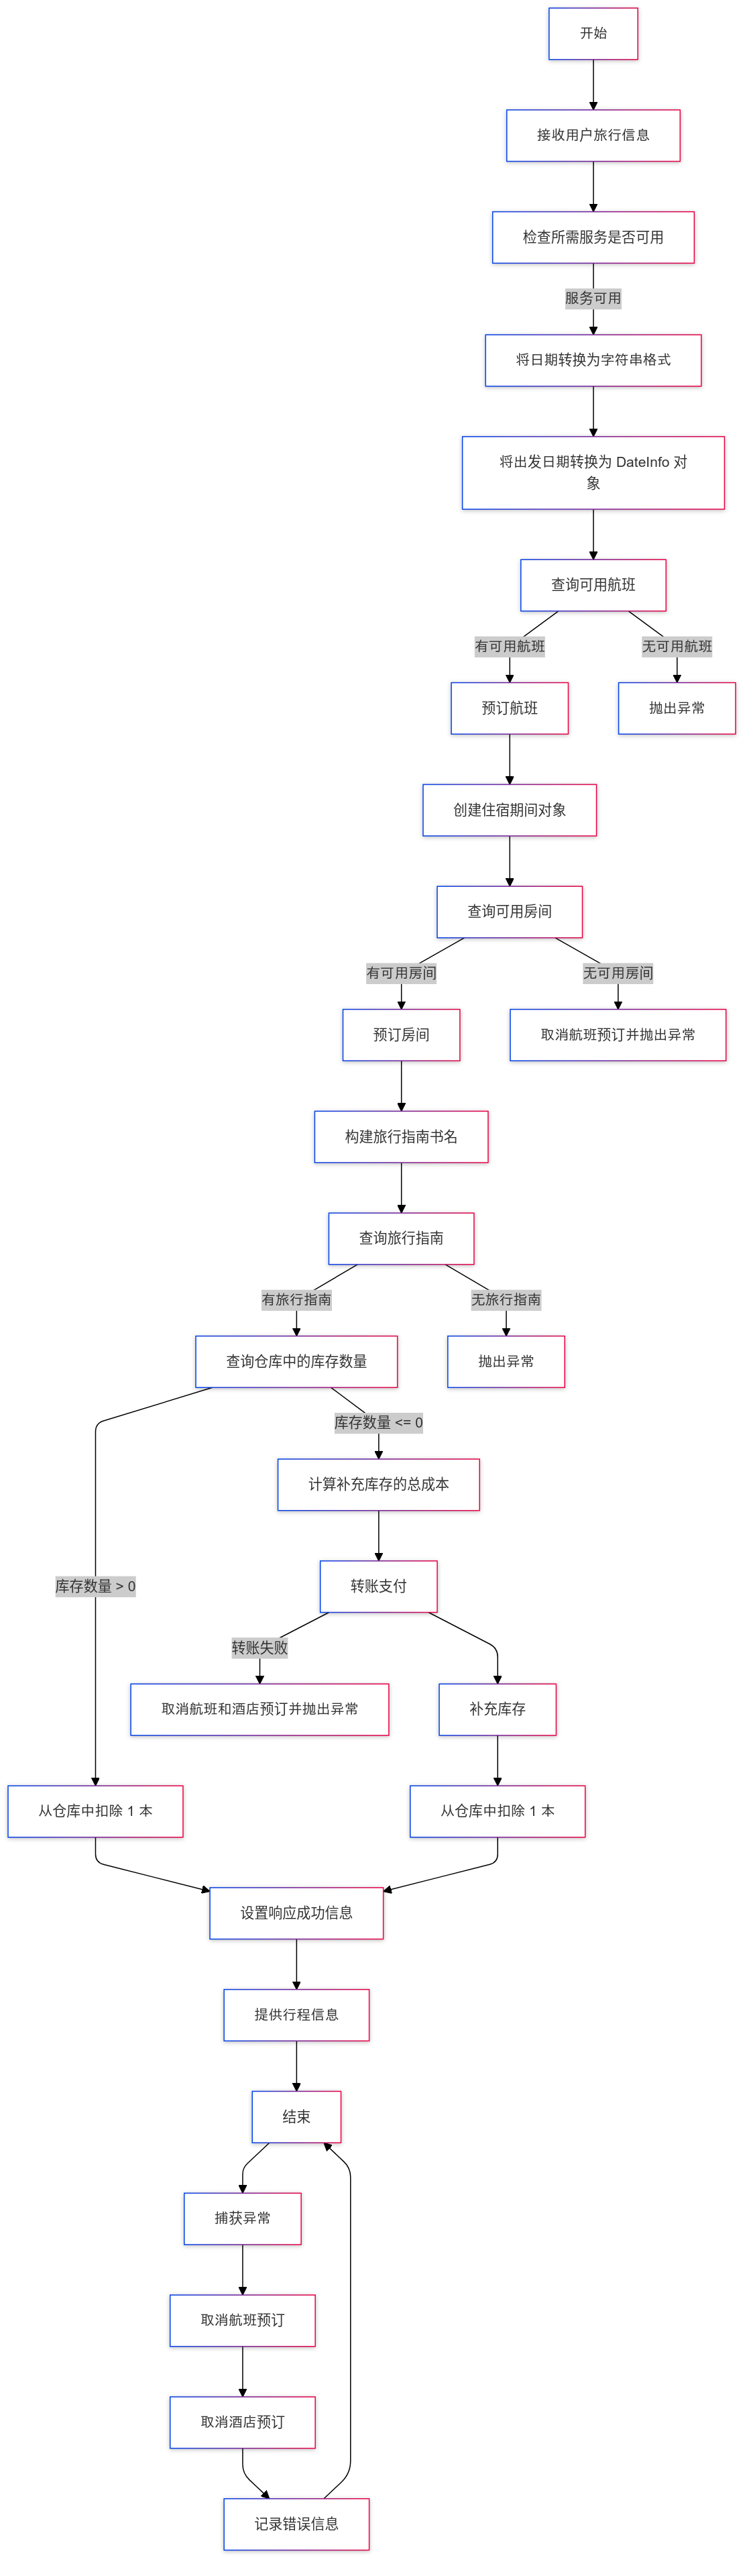 开始
接收用户旅行信息
检查所需服务是否可用
服务可用
将日期转换为字符串格式
将出发日期转换为 DateInfo 对
象
查询可用航班
有可用航班
无可用航班
预订航班
抛出异常
创建住宿期间对象
查询可用房间
有可用房间
无可用房间
预订房间
取消航班预订并抛出异常
构建旅行指南书名
查询旅行指南
有旅行指南
无旅行指南
查询仓库中的库存数量
抛出异常
库存数量 <= 0
计算补充库存的总成本
转账支付
库存数量 > 0
转账失败
取消航班和酒店预订并抛出异常
补充库存
从仓库中扣除 1 本
从仓库中扣除 1 本
设置响应成功信息
提供行程信息
结束
捕获异常
取消航班预订
取消酒店预订
记录错误信息